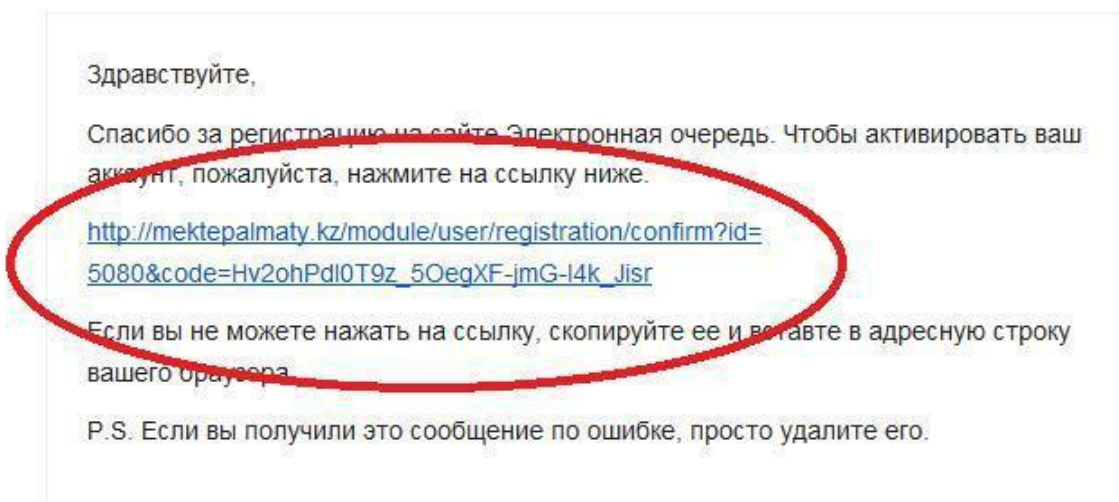 Здравствуйте,
Спасибо за регистрацию на сайте Электронная очередь. Чтобы активировать ваш
аккаунт, пожалуйста, нажмите на ссылку ниже.
http://mektepalmaty.kz/module/user/registration/confirm?id=
5080&code=Hv2ohPdI0T9z_5OegXF-jmG-I4k_Jisr
Если вы не можете нажать на ссылку, скопируйте ее и вставте в адресную строку
вашего браузера.
P.S. Если вы получили это сообщение по ошибке, просто удалите его.